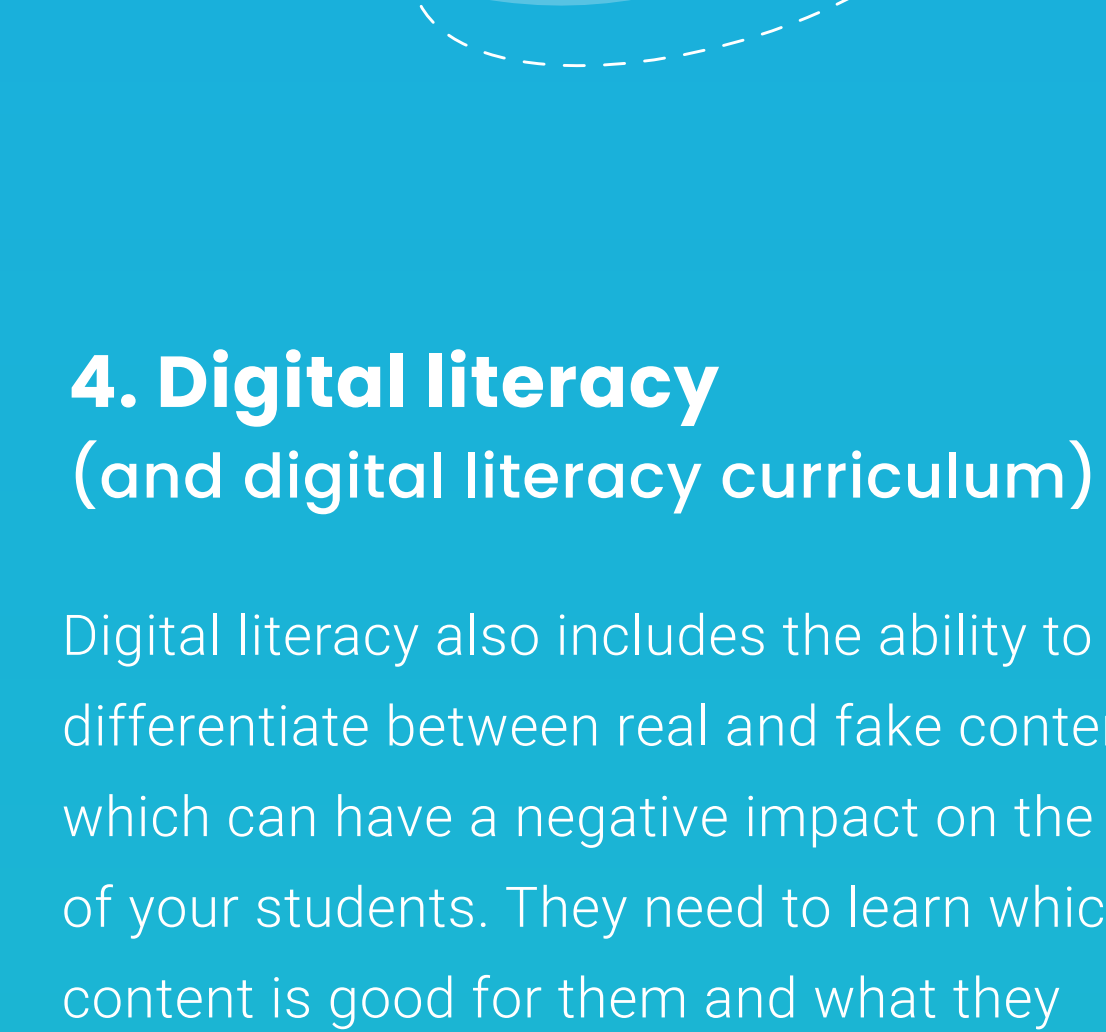 4. Digital literacy
(and digital literacy curriculum)
Digital literacy also includes the ability to
differentiate between real and fake
which can have a negative impact on the
of your students. They need to learn
content is good for them and what they